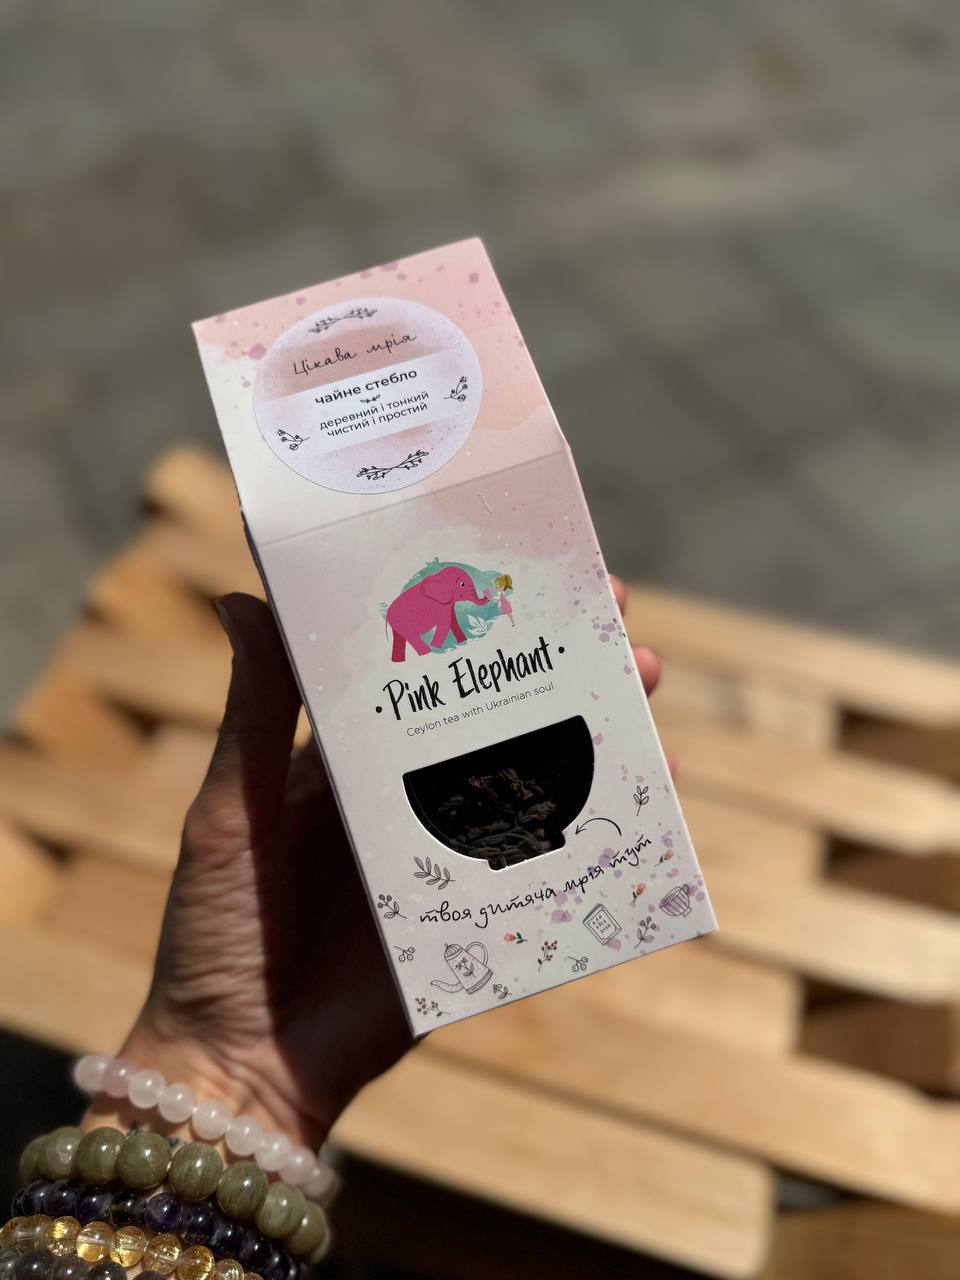 Цікава мрія
чайне стебло
деревний і тонкий
чистий і простий
Pink Elephant
Ceylon tea with Ukrainian soul
твоя дитяча мрія тут